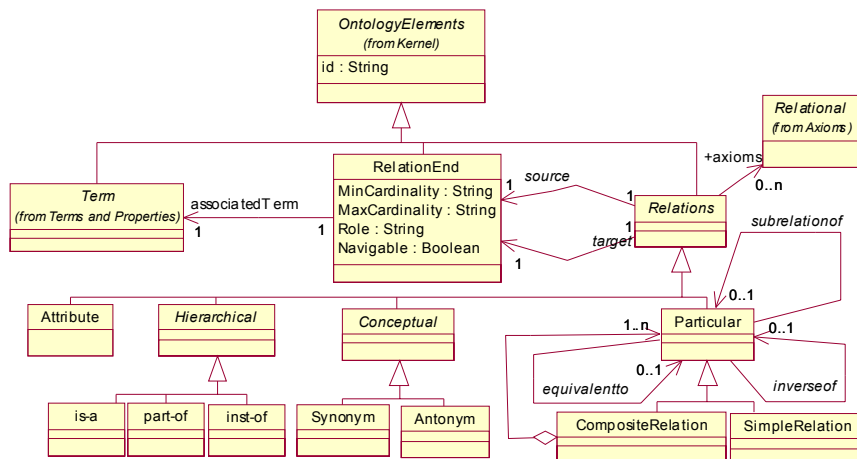 OntologyElements
(from Kernel)
id : String
Relational
(from Axioms)
+axioms
0..n
Term
(from Terms and Properties)
associatedTerm
1
1
RelationEnd
MinCardinality : String
MaxCardinality : String
Role : String
Navigable : Boolean
source
1
1
Relations
1
target
1
subrelationof
0..1
Attribute
Hierarchical
Conceptual
Particular
1..n
0..1
0..1
equivalentto
inverseof
is-a
part-of
inst-of
Synonym
Antonym
CompositeRelation
SimpleRelation